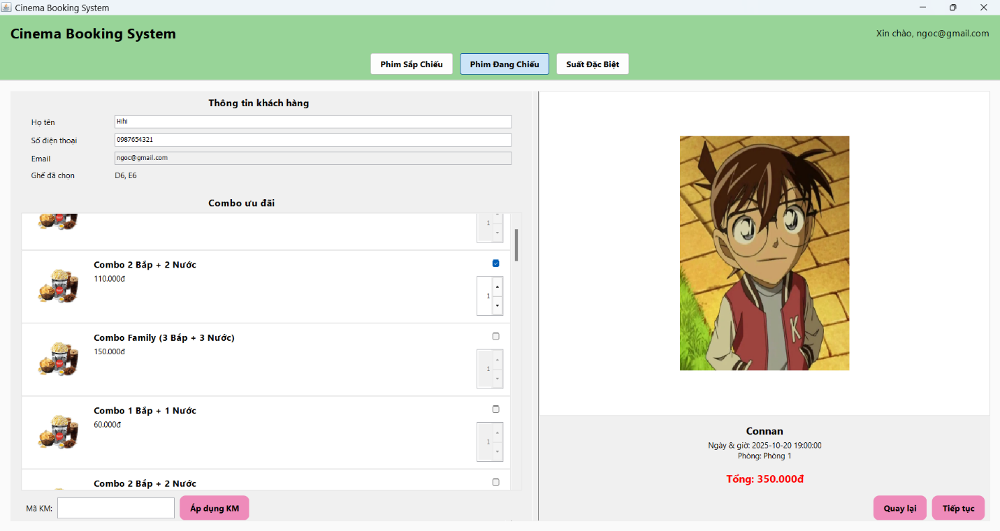 Cinema Booking System
Cinema Booking System
Xin chào, ngoc@gmail.com
Phim Sắp Chiếu
Phim Đang Chiếu
Suất Đặc Biệt
Thông tin khách hàng
Họ tên
Hihi
Số điện thoại
0987654321
Email
ngoc@gmail.com
Ghế đã chọn
D6, E6
Combo ưu đãi
1
Combo 2 Bắp + 2 Nước
110.000đ
1
Combo Family (3 Bắp + 3 Nước)
150.000đ
1
Combo 1 Bắp + 1 Nước
60.000đ
1
Combo 2 Bắp + 2 Nước
Mã KM:
Áp dụng KM
K
Connan
Ngày & giờ: 2025-10-20 19:00:00
Phòng: Phòng 1
Tổng: 350.000đ
Quay lại
Tiếp tục